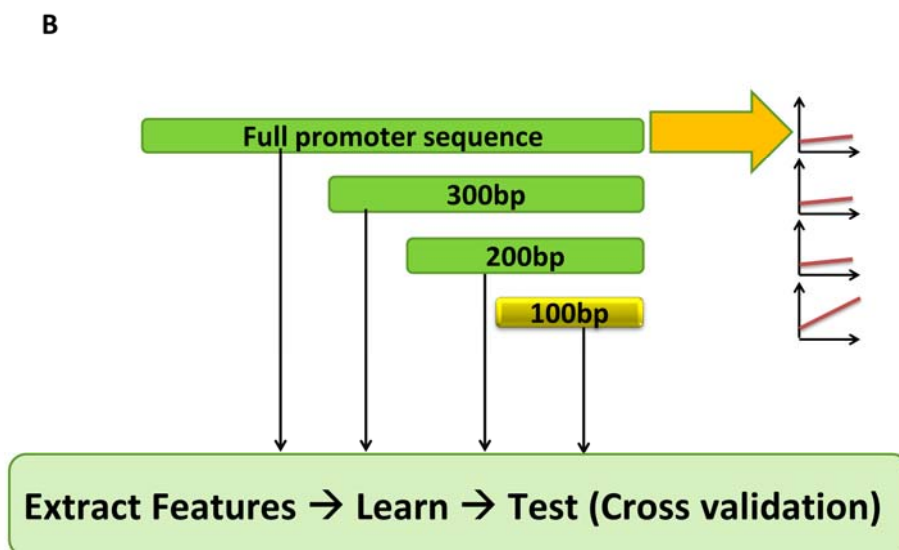 B
Full promoter sequence
300bp
200bp
100bp
Extract Features → Learn → Test (Cross validation)